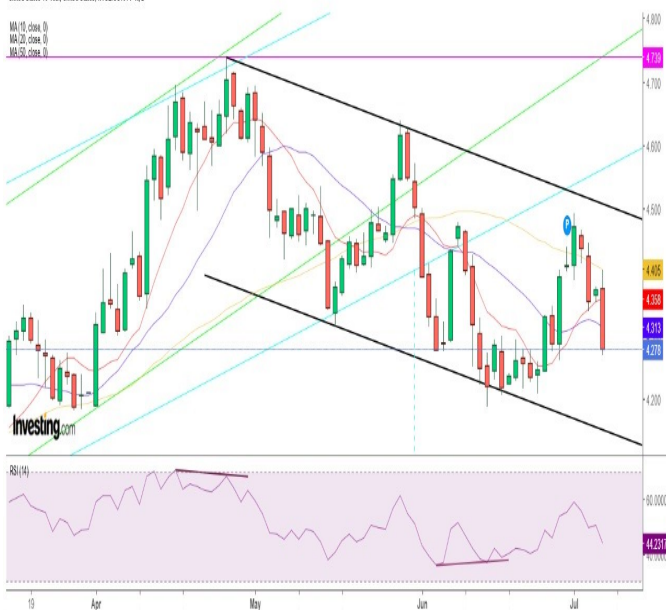 MA (10, close, 0)
MA (20, close, 0)
MA (50, close, 0)
4.800
4.739
4.700
4.600
4.500
4.405
4.358
4.313
4.278
4.200
P
Investing.com
RSI (14)
60.0000
44.2317
19 Apr May Jun Jul